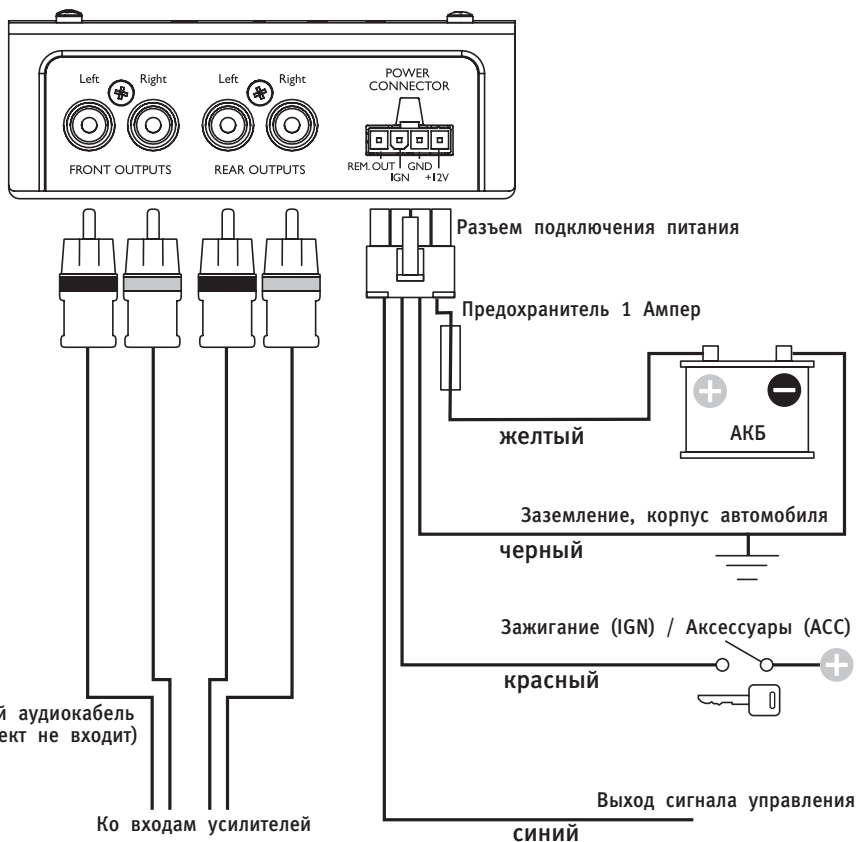 Left Right Left Right
POWER
CONNECTOR
FRONT OUTPUTS REAR OUTPUTS
REM. OUT GND
IGN +12V
Разъем подключения питания
Предохранитель 1 Ампер
желтый
АКБ
Заземление, корпус автомобиля
черный
Зажигание (IGN) / Аксессуары (ACC)
красный
аудиокабель
не входит)
Выход сигнала управления
Ко входам усилителей
синий